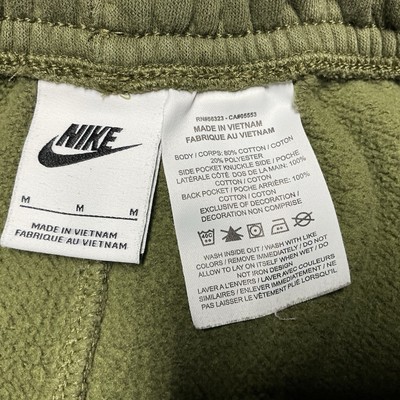 NIKE
M M M
MADE IN VIETNAM
FABRIQUE AU VIETNAM
RN#56323 - CA#05553
MADE IN VIETNAM
FABRIQUE AU VIETNAM
BODY / CORPS: 80% COTTON / COTON
20% POLYESTER
SIDE POCKET KNUCKLE SIDE / POCHE
LATÉRALE CÔTÉ DOS DE LA MAIN: 100%
COTTON / COTON
BACK POCKET / POCHE ARRIÈRE: 100%
COTTON / COTON
EXCLUSIVE OF DECORATION /
DÉCORATION NON COMPRISE
WASH INSIDE OUT / WASH WITH LIKE
COLORS / REMOVE IMMEDIATELY / DO NOT
ALLOW TO LAY ON ITSELF WHEN WET / DO
NOT IRON DESIGN
LAVER À L'ENVERS / LAVER AVEC COULEURS
SIMILAIRES / ENLEVER IMMÉDIATEMENT / NE
PAS LAISSER LE VÊTEMENT PLIÉ LORSQU'IL